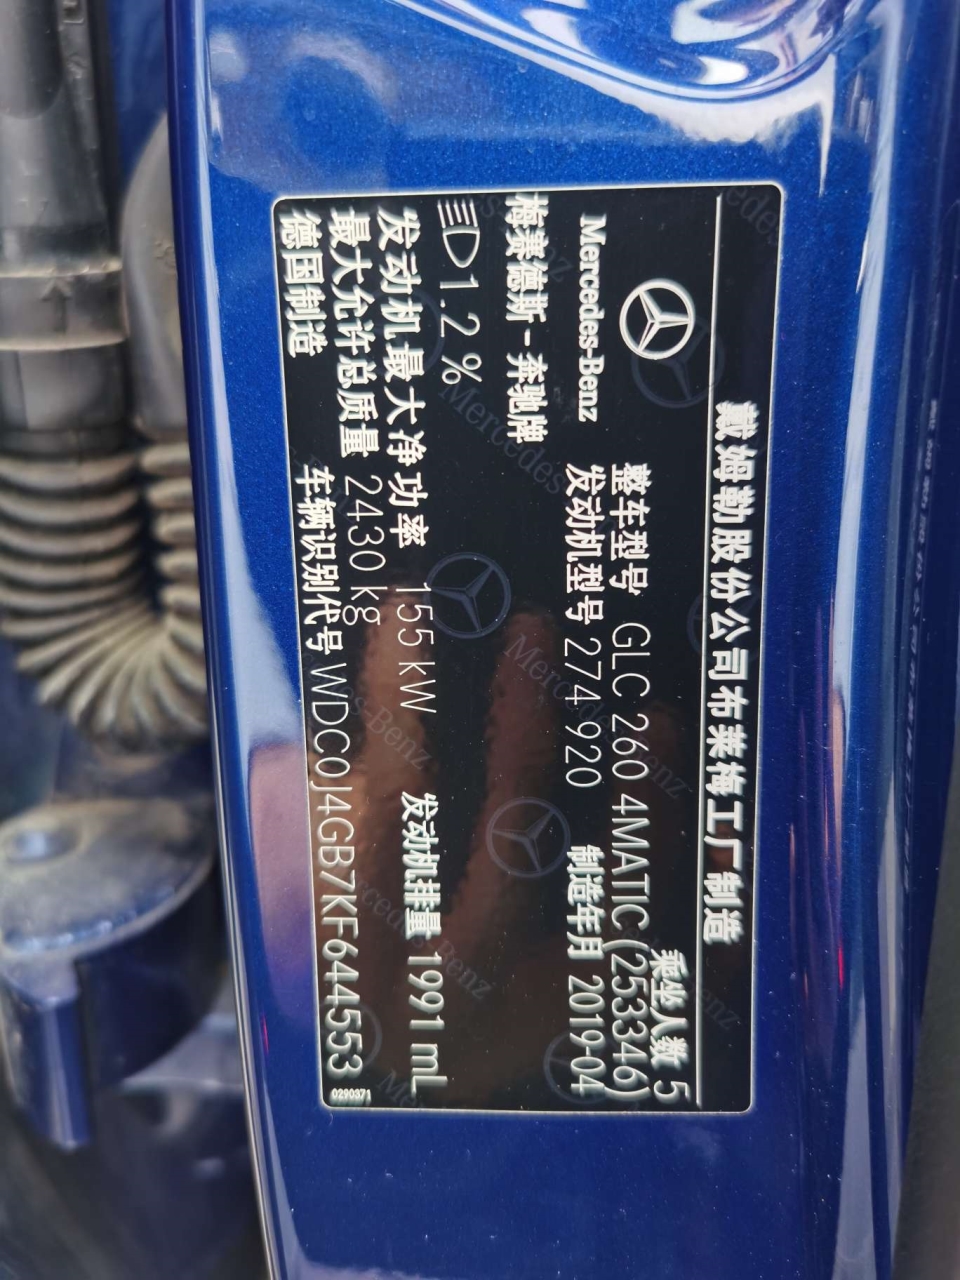 戴姆勒股份公司布莱梅工厂制造
乘坐人数 5
Mercedes-Benz
整车型号 GLC 260 4MATIC (253346)
发动机型号 274 920 制造年月 2019-04
梅赛德斯-奔驰牌
1.2 %
发动机最大净功率 155 kW 发动机排量 1991 mL
最大允许总质量 2430 kg
德国制造 车辆识别代号 WDC0J4GB7KF644553
0290371